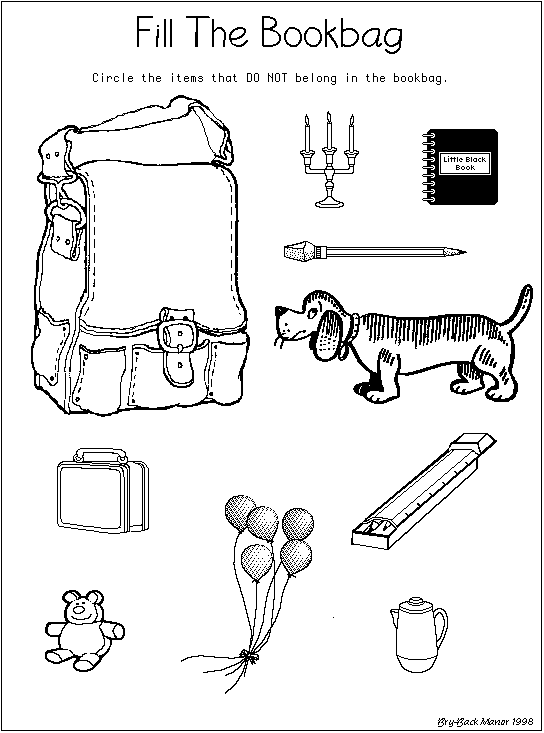 Fill The Bookbag
Circle the items that DO NOT belong in the bookbag.
Little Black
Book
Bry-Back Manor 1998